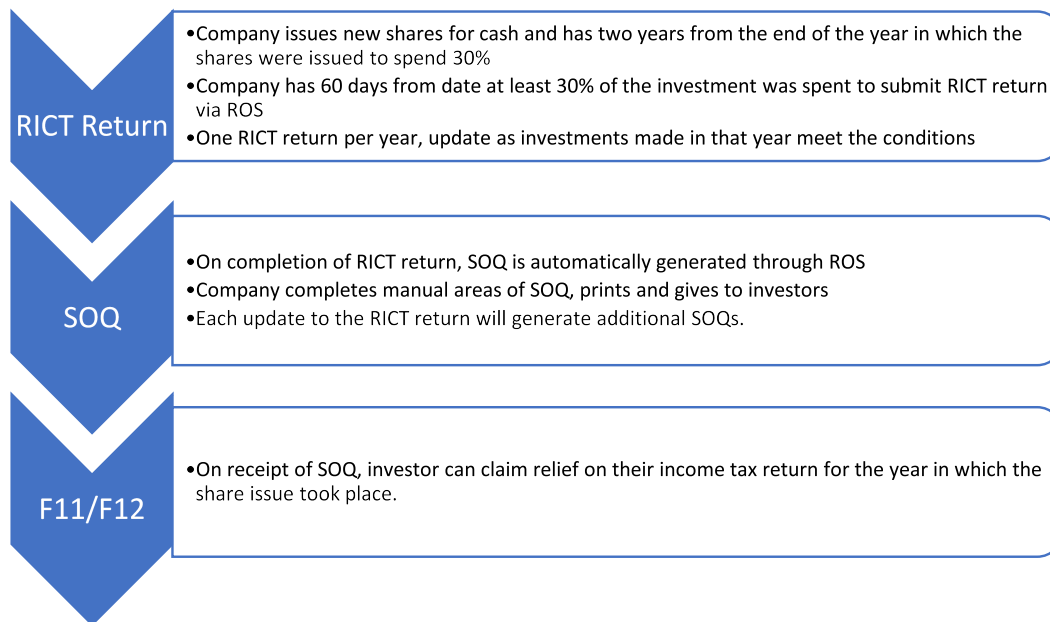 RICT Return
•Company issues new shares for cash and has two years from the end of the year in which the
shares were issued to spend 30%
•Company has 60 days from date at least 30% of the investment was spent to submit RICT return
via ROS
•One RICT return per year, update as investments made in that year meet the conditions
SOQ
•On completion of RICT return, SOQ is automatically generated through ROS
•Company completes manual areas of SOQ, prints and gives to investors
•Each update to the RICT return will generate additional SOQs.
F11/F12
•On receipt of SOQ, investor can claim relief on their income tax return for the year in which the
share issue took place.